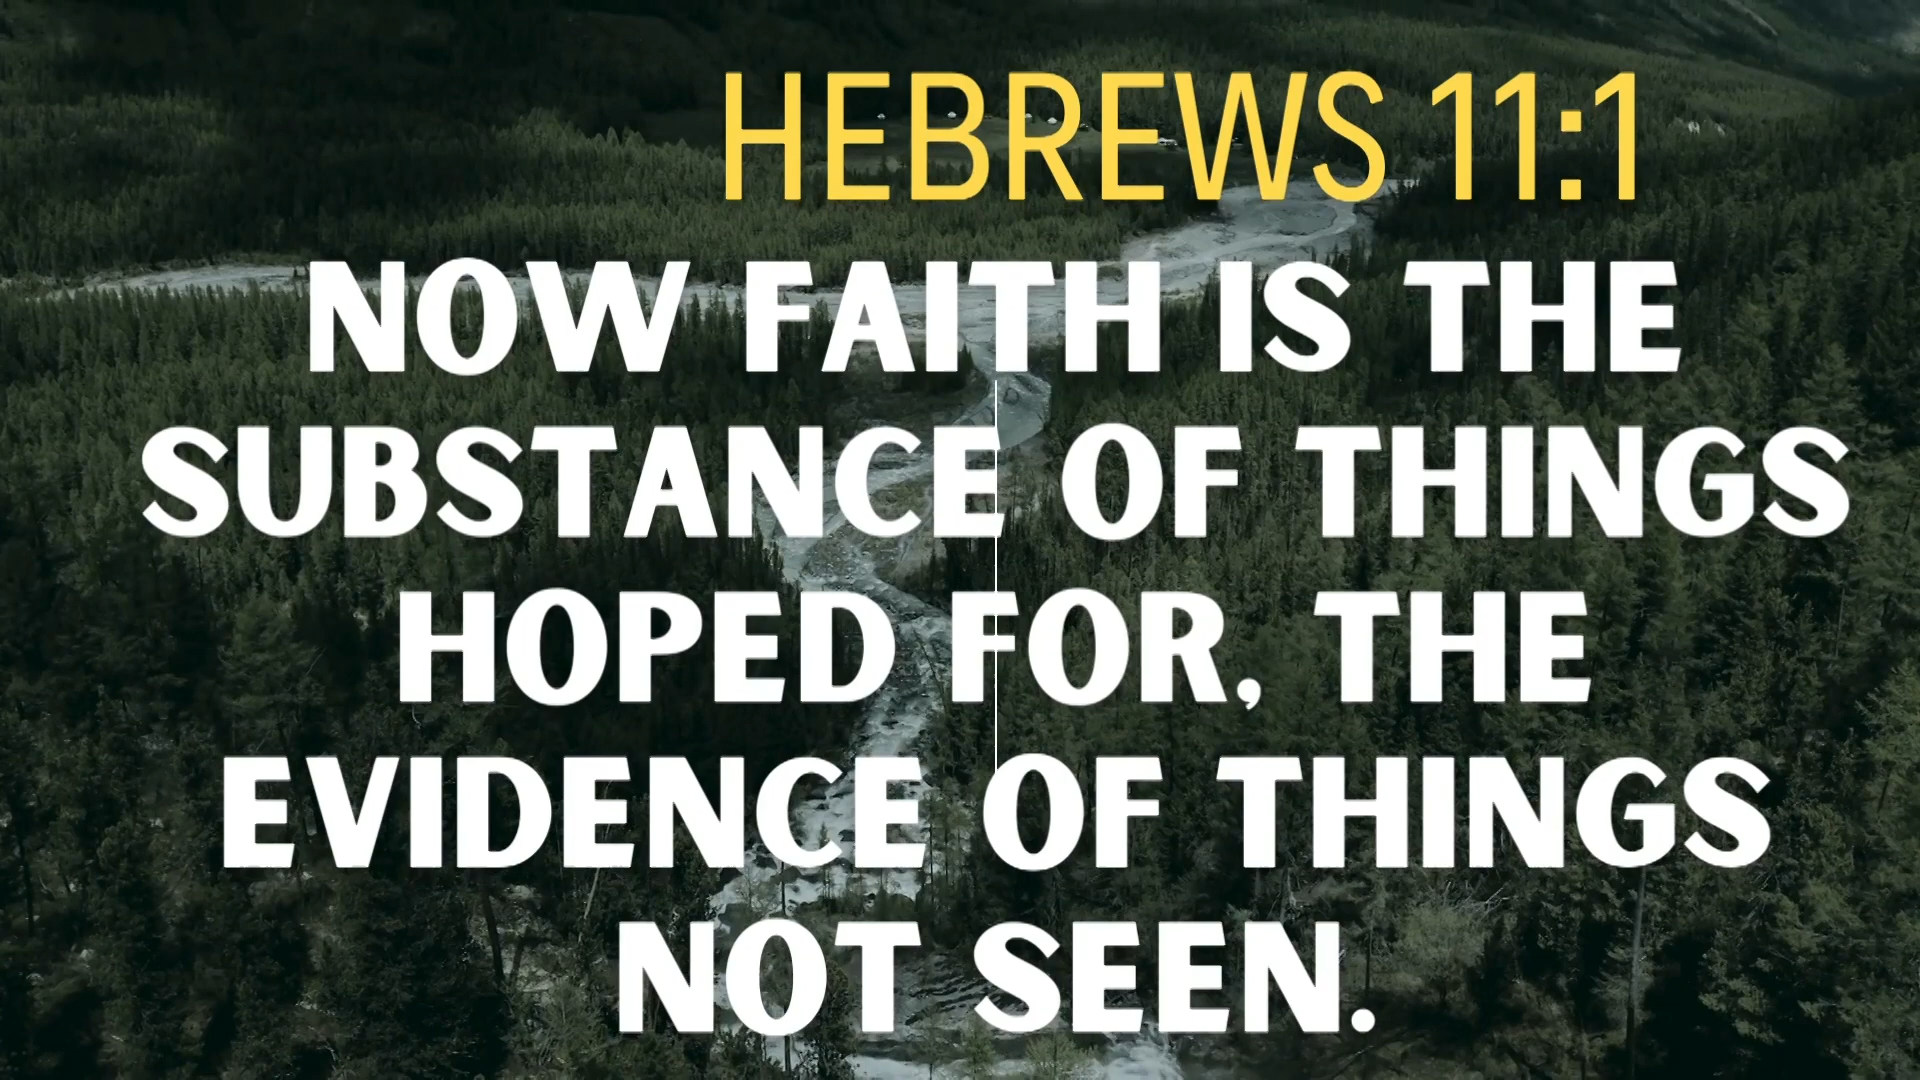 HEBREWS 11:1
NOW FAITH IS THE
SUBSTANCE OF THINGS
HOPED FOR, THE
EVIDENCE OF THINGS
NOT SEEN.